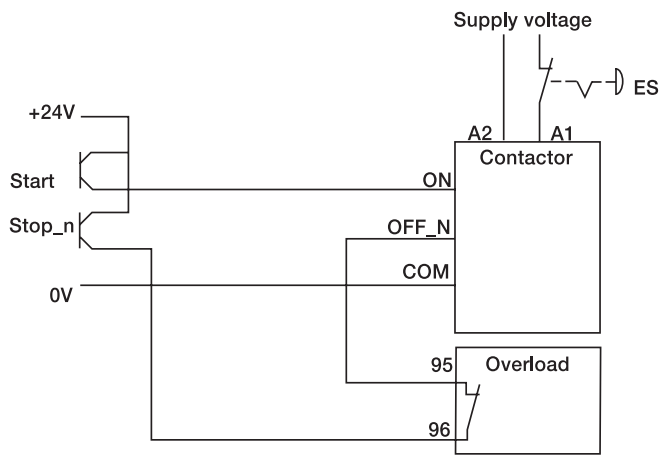 Supply voltage
ES
+24V
A2 A1
Contactor
Start
ON
Stop_n
OFF_N
COM
0V
95
Overload
96